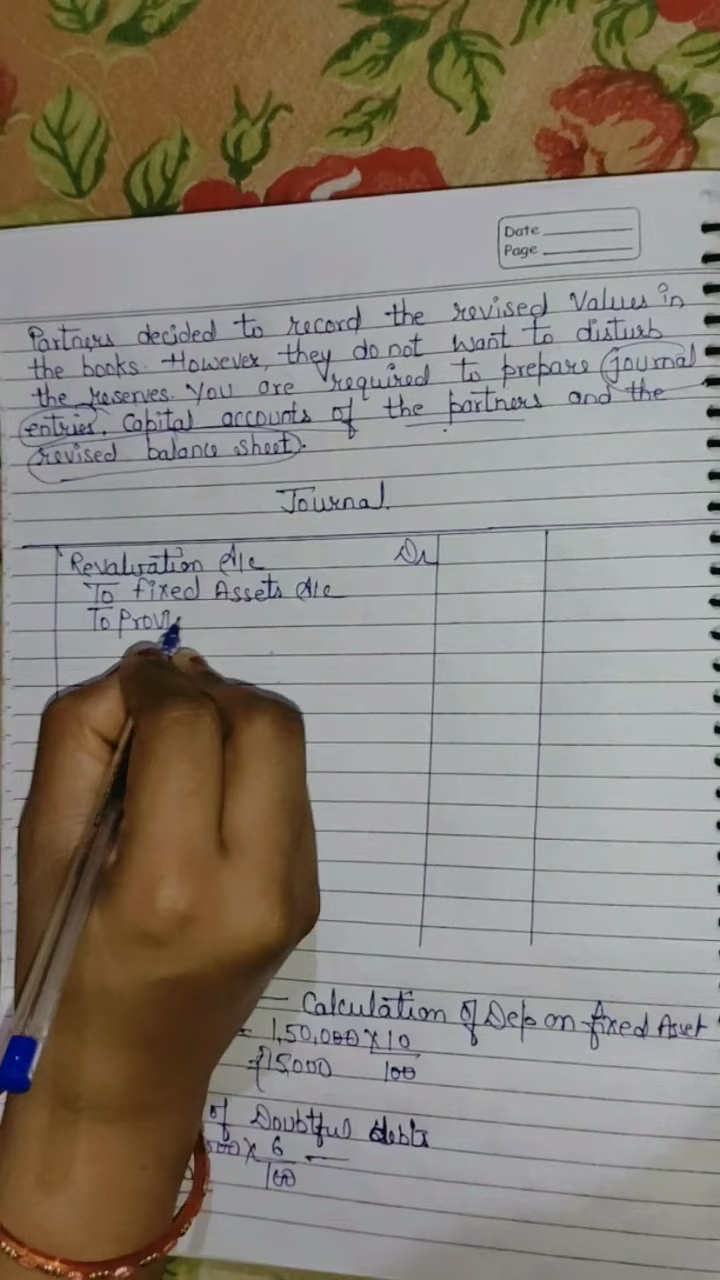 Date
Page
Partners decided to record the revised values in
the books. However, they do not want to disturb
the reserves. You are required to prepare journal
entries, Capital accounts of the partners and the
revised balance sheet.
Journal
Revaluation A/c Dr
To fixed Assets A/c
To Provi
Calculation of Dep on fixed Asset
= 1,50,000 × 10
100
= ₹15000
of Doubtful debts
× 6
100